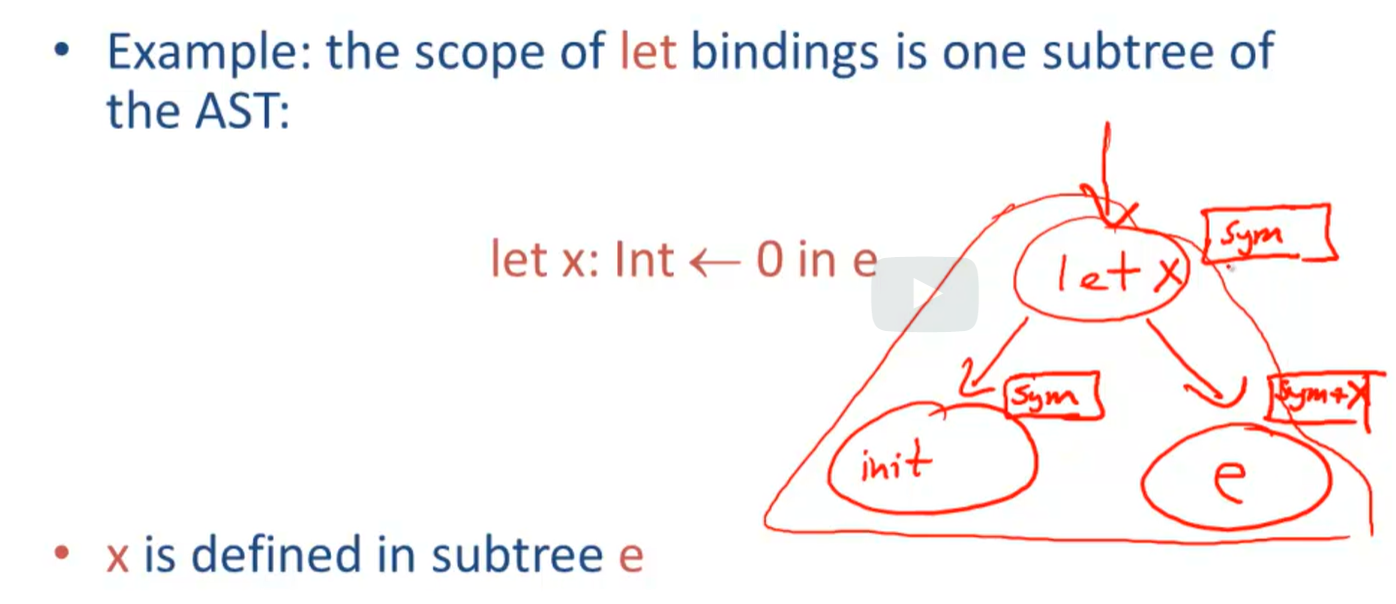 • Example: the scope of let bindings is one subtree of
the AST:
let x: Int ← 0 in e
sym
let x
sym
sym+x
init
e
• x is defined in subtree e